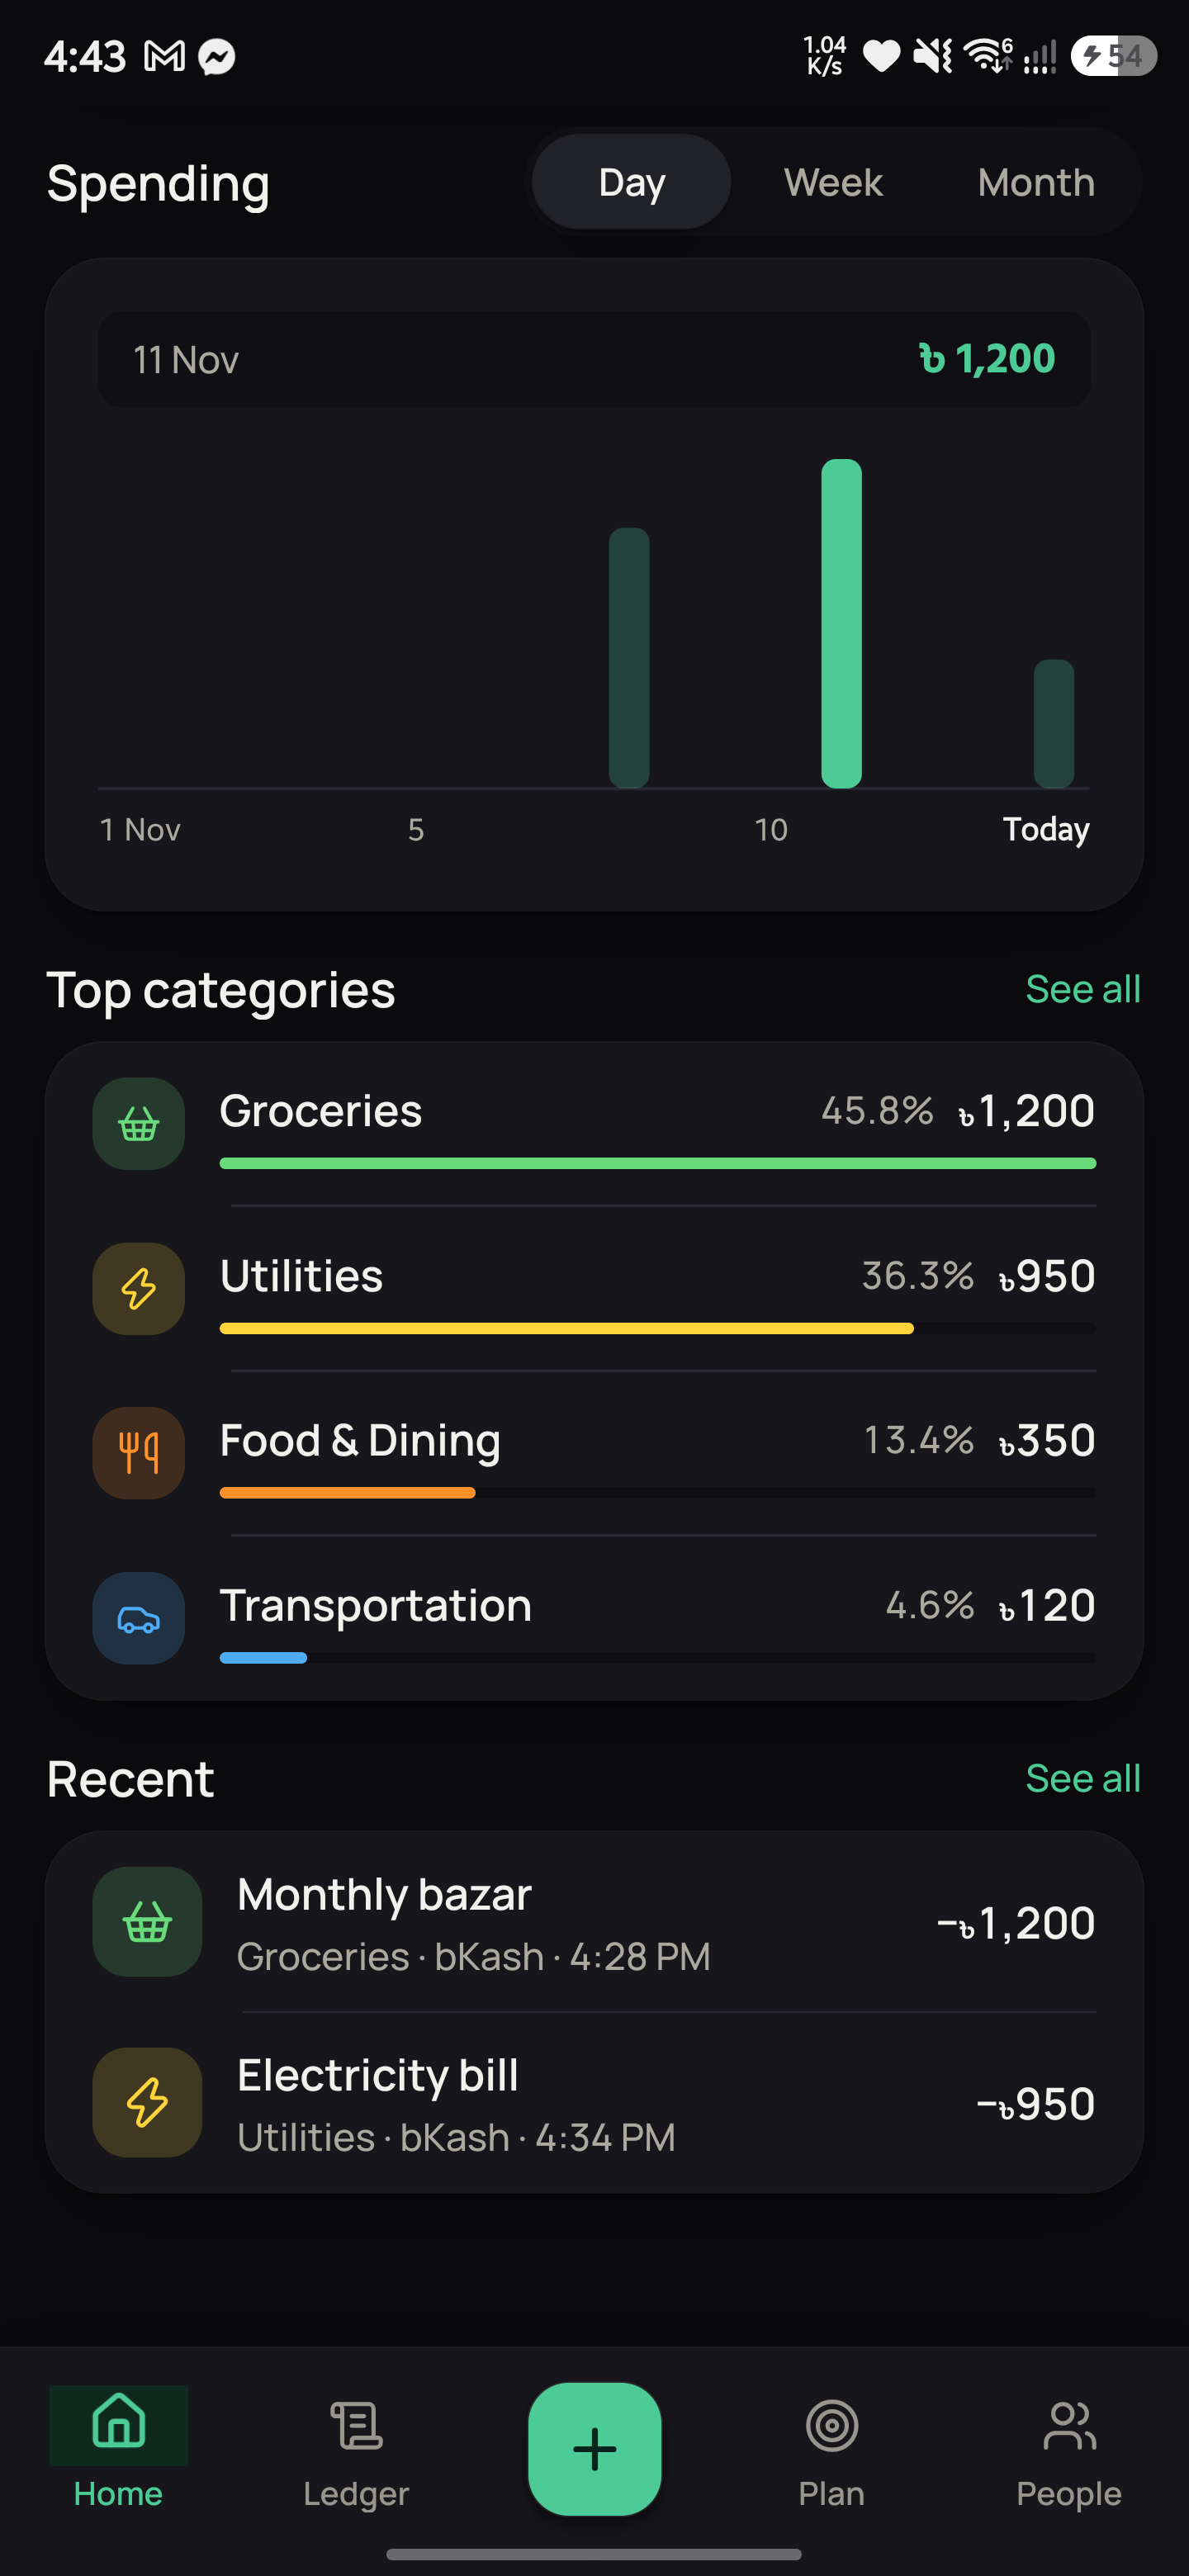 4:43
1.04
K/s
6
54
Spending
Day Week Month
11 Nov ৳ 1,200
1 Nov 5 10 Today
Top categories See all
Groceries 45.8% ৳1,200
Utilities 36.3% ৳950
Food & Dining 13.4% ৳350
Transportation 4.6% ৳120
Recent See all
Monthly bazar
Groceries · bKash · 4:28 PM
−৳1,200
Electricity bill
Utilities · bKash · 4:34 PM
−৳950
Home Ledger Plan People